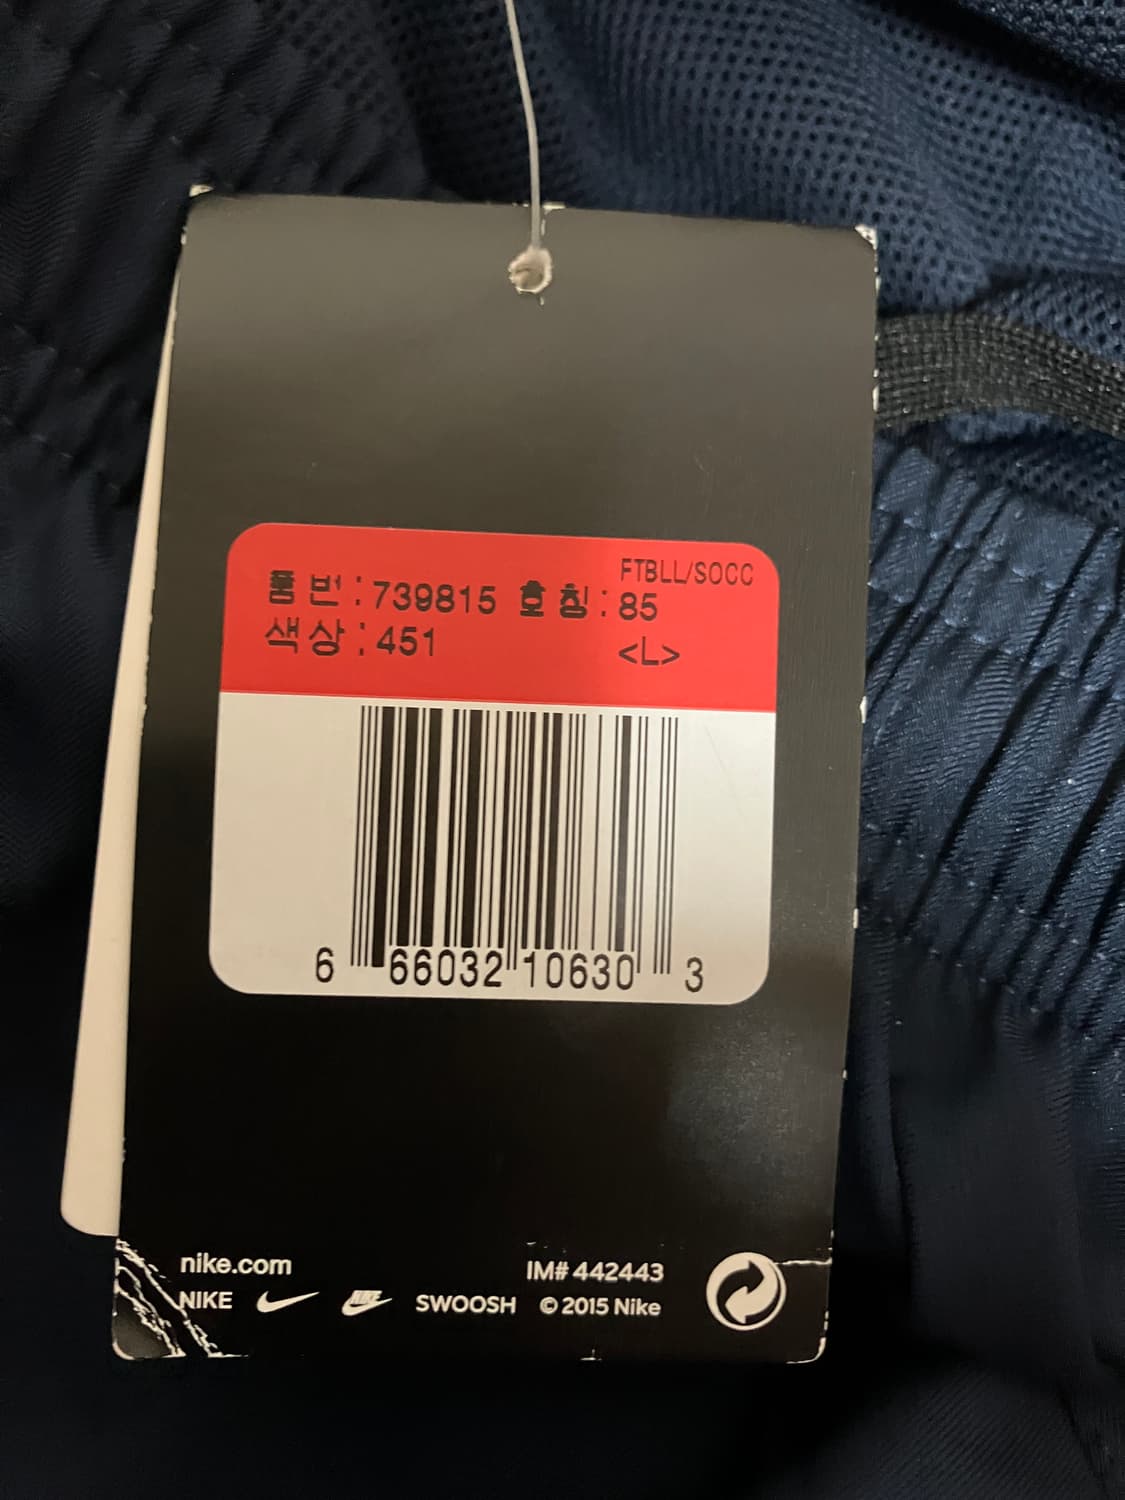 FTBLL/SOCC
품번:739815 호칭:85
색상:451 <L>
6 66032 10630 3
nike.com IM# 442443
NIKE NIKE SWOOSH © 2015 Nike